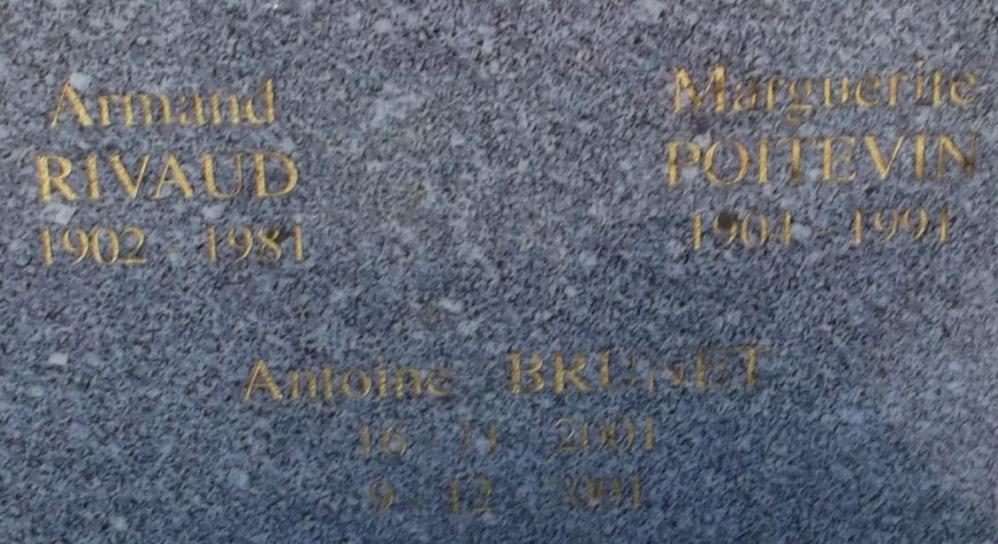 Armand
RIVAUD
1902 - 1981
Marguerite
POITEVIN
1904 - 1991
Antoine BRUNET
16 - 11 - 2001
9 - 12 - 2001